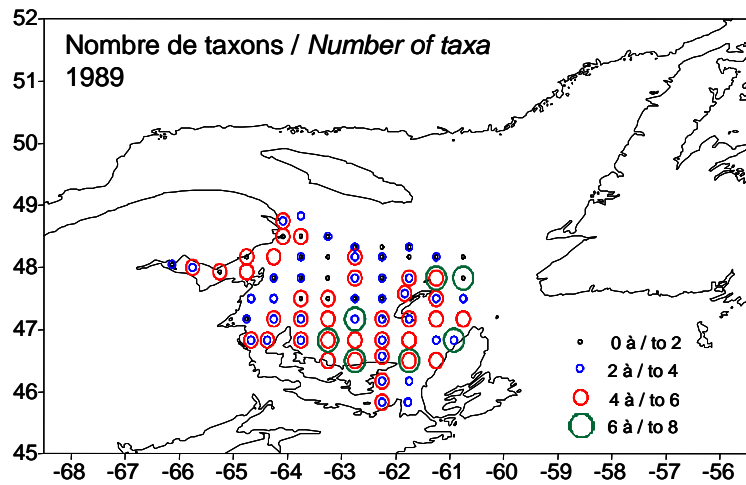 Nombre de taxons / Number of taxa
1989
52
51
50
49
48
47
46
45
0 à / to 2
2 à / to 4
4 à / to 6
6 à / to 8
-68 -67 -66 -65 -64 -63 -62 -61 -60 -59 -58 -57 -56